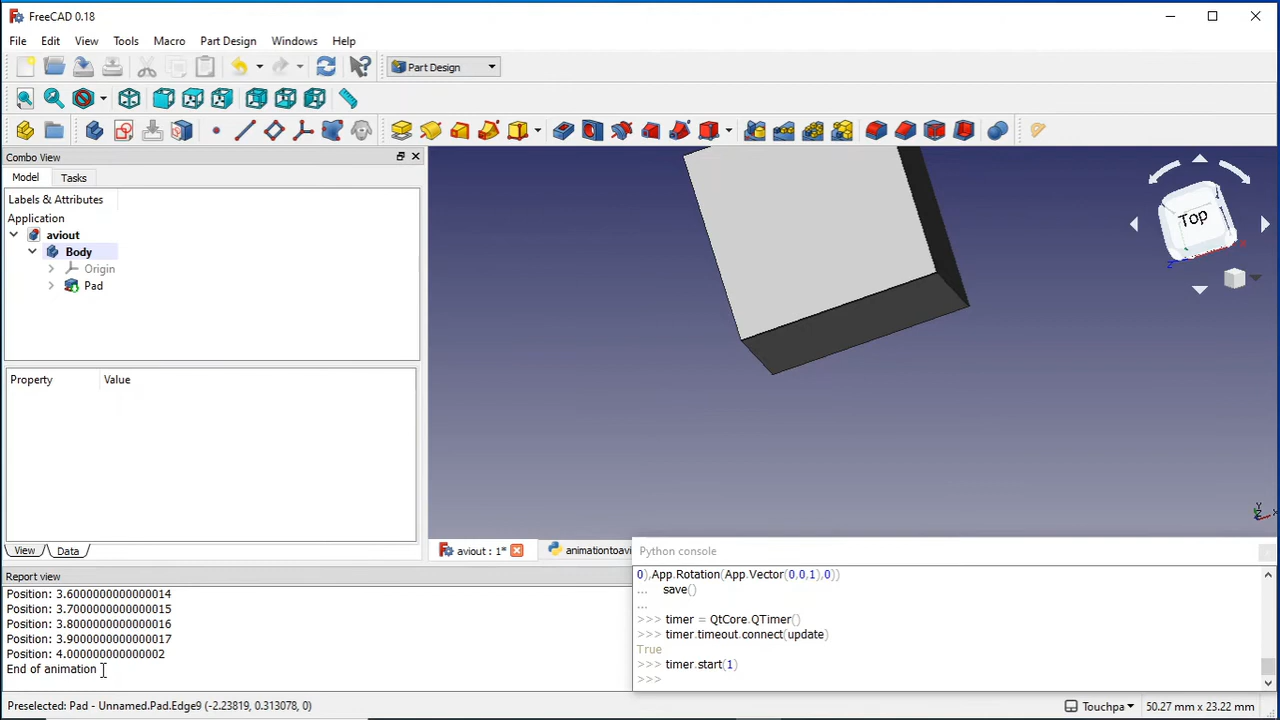 FreeCAD 0.18
File Edit View Tools Macro Part Design Windows Help
Part Design
Combo View
Model Tasks
Labels & Attributes
Application
aviout
Body
Origin
Pad
Top
Property Value
View Data
aviout : 1*
animationtoavi
Python console
Report view
Position: 3.6000000000000014
Position: 3.7000000000000015
Position: 3.8000000000000016
Position: 3.9000000000000017
Position: 4.000000000000002
End of animation
0),App.Rotation(App.Vector(0,0,1),0))
... save()
...
>>> timer = QtCore.QTimer()
>>> timer.timeout.connect(update)
True
>>> timer.start(1)
>>>
Preselected: Pad - Unnamed.Pad.Edge9 (-2.23819, 0.313078, 0)
Touchpa
50.27 mm x 23.22 mm